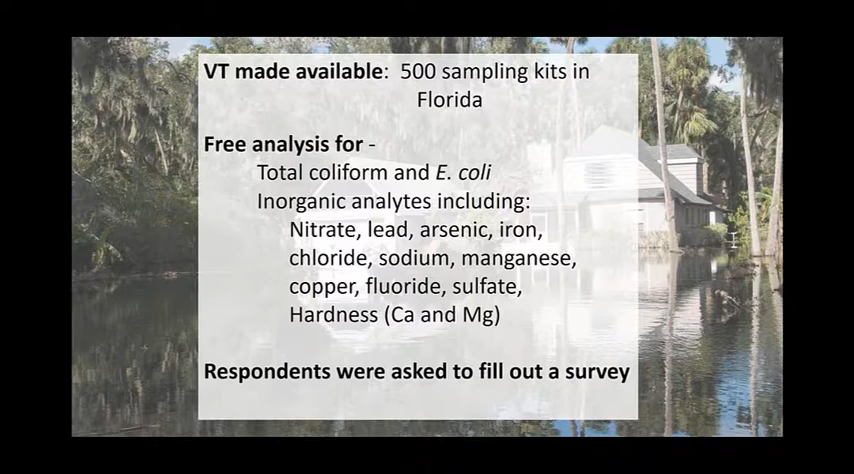 VT made available: 500 sampling kits in
Florida
Free analysis for -
Total coliform and E. coli
Inorganic analytes including:
Nitrate, lead, arsenic, iron,
chloride, sodium, manganese,
copper, fluoride, sulfate,
Hardness (Ca and Mg)
Respondents were asked to fill out a survey